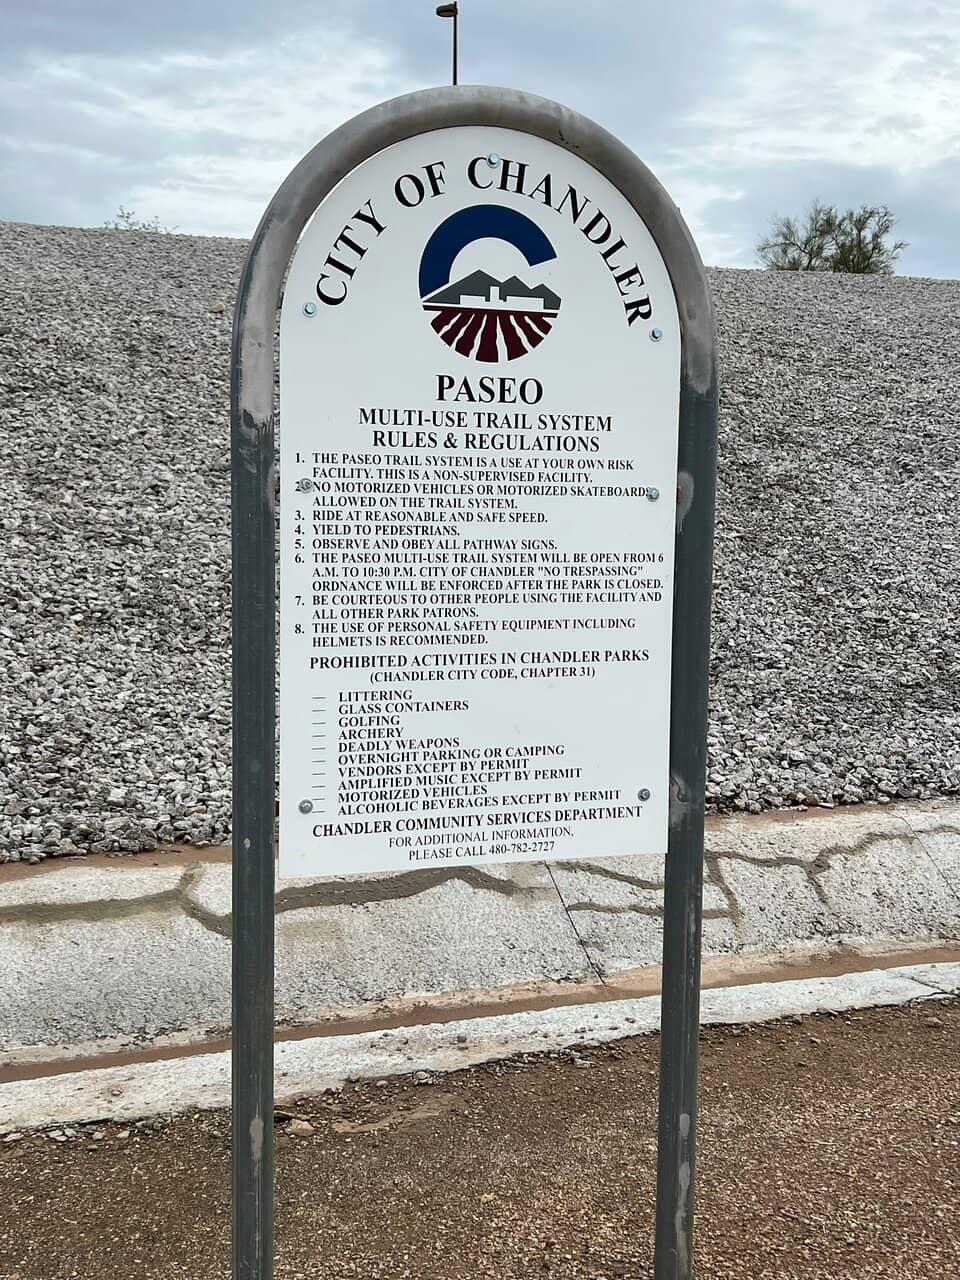 CITY OF CHANDLER
PASEO
MULTI-USE TRAIL SYSTEM
RULES & REGULATIONS
1. THE PASEO TRAIL SYSTEM IS A USE AT YOUR OWN RISK
FACILITY. THIS IS A NON-SUPERVISED FACILITY.
2. NO MOTORIZED VEHICLES OR MOTORIZED SKATEBOARDS
ALLOWED ON THE TRAIL SYSTEM.
3. RIDE AT REASONABLE AND SAFE SPEED.
4. YIELD TO PEDESTRIANS.
5. OBSERVE AND OBEY ALL PATHWAY SIGNS.
6. THE PASEO MULTI-USE TRAIL SYSTEM WILL BE OPEN FROM 6
A.M. TO 10:30 P.M. CITY OF CHANDLER "NO TRESPASSING"
ORDNANCE WILL BE ENFORCED AFTER THE PARK IS CLOSED.
7. BE COURTEOUS TO OTHER PEOPLE USING THE FACILITY AND
ALL OTHER PARK PATRONS.
8. THE USE OF PERSONAL SAFETY EQUIPMENT INCLUDING
HELMETS IS RECOMMENDED.
PROHIBITED ACTIVITIES IN CHANDLER PARKS
(CHANDLER CITY CODE, CHAPTER 31)
— LITTERING
— GLASS CONTAINERS
— GOLFING
— ARCHERY
— DEADLY WEAPONS
— OVERNIGHT PARKING OR CAMPING
— VENDORS EXCEPT BY PERMIT
— AMPLIFIED MUSIC EXCEPT BY PERMIT
— MOTORIZED VEHICLES
— ALCOHOLIC BEVERAGES EXCEPT BY PERMIT
CHANDLER COMMUNITY SERVICES DEPARTMENT
FOR ADDITIONAL INFORMATION,
PLEASE CALL 480-782-2727